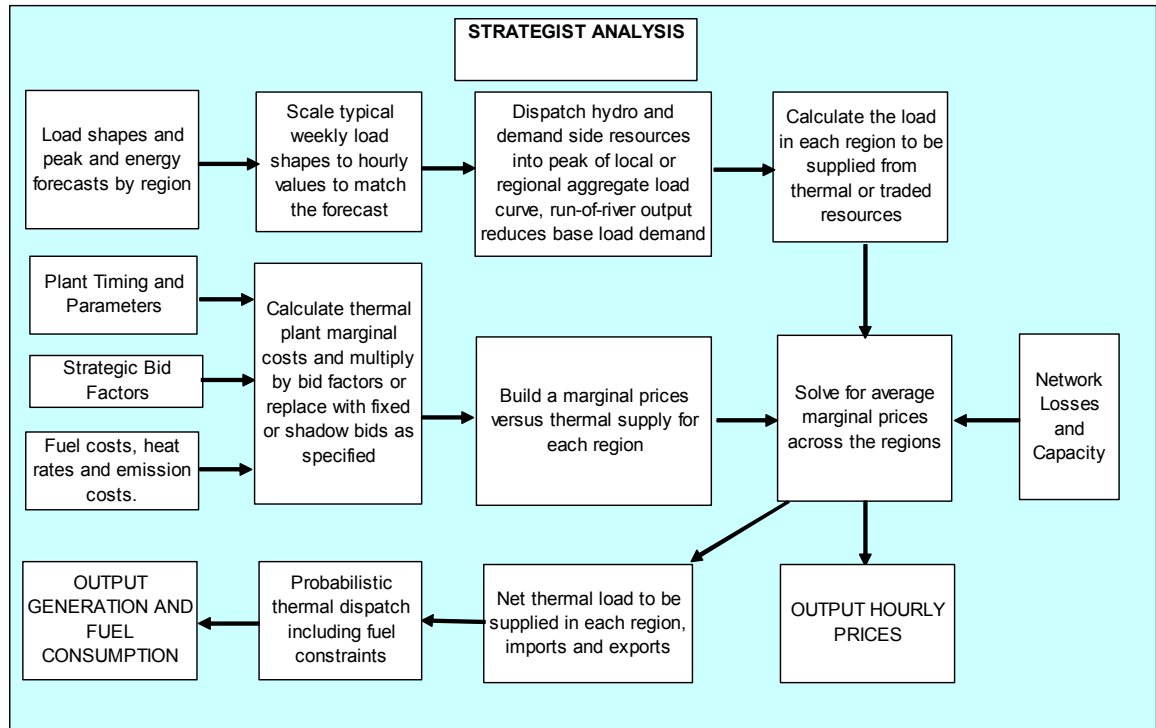 STRATEGIST ANALYSIS
Load shapes and
peak and energy
forecasts by region
Scale typical
weekly load
shapes to hourly
values to match
the forecast
Dispatch hydro and
demand side resources
into peak of local or
regional aggregate load
curve, run-of-river output
reduces base load demand
Calculate the load
in each region to be
supplied from
thermal or traded
resources
Plant Timing and
Parameters
Strategic Bid
Factors
Fuel costs, heat
rates and emission
costs.
Calculate thermal
plant marginal
costs and multiply
by bid factors or
replace with fixed
or shadow bids as
specified
Build a marginal prices
versus thermal supply for
each region
Solve for average
marginal prices
across the regions
Network
Losses
and
Capacity
OUTPUT
GENERATION AND
FUEL
CONSUMPTION
Probabilistic
thermal dispatch
including fuel
constraints
Net thermal load to be
supplied in each region,
imports and exports
OUTPUT HOURLY
PRICES